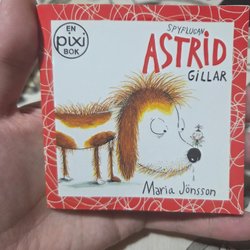 EN
pixi
BOK
SPYFLUGAN
ASTRID
GILLAR
Maria Jönsson